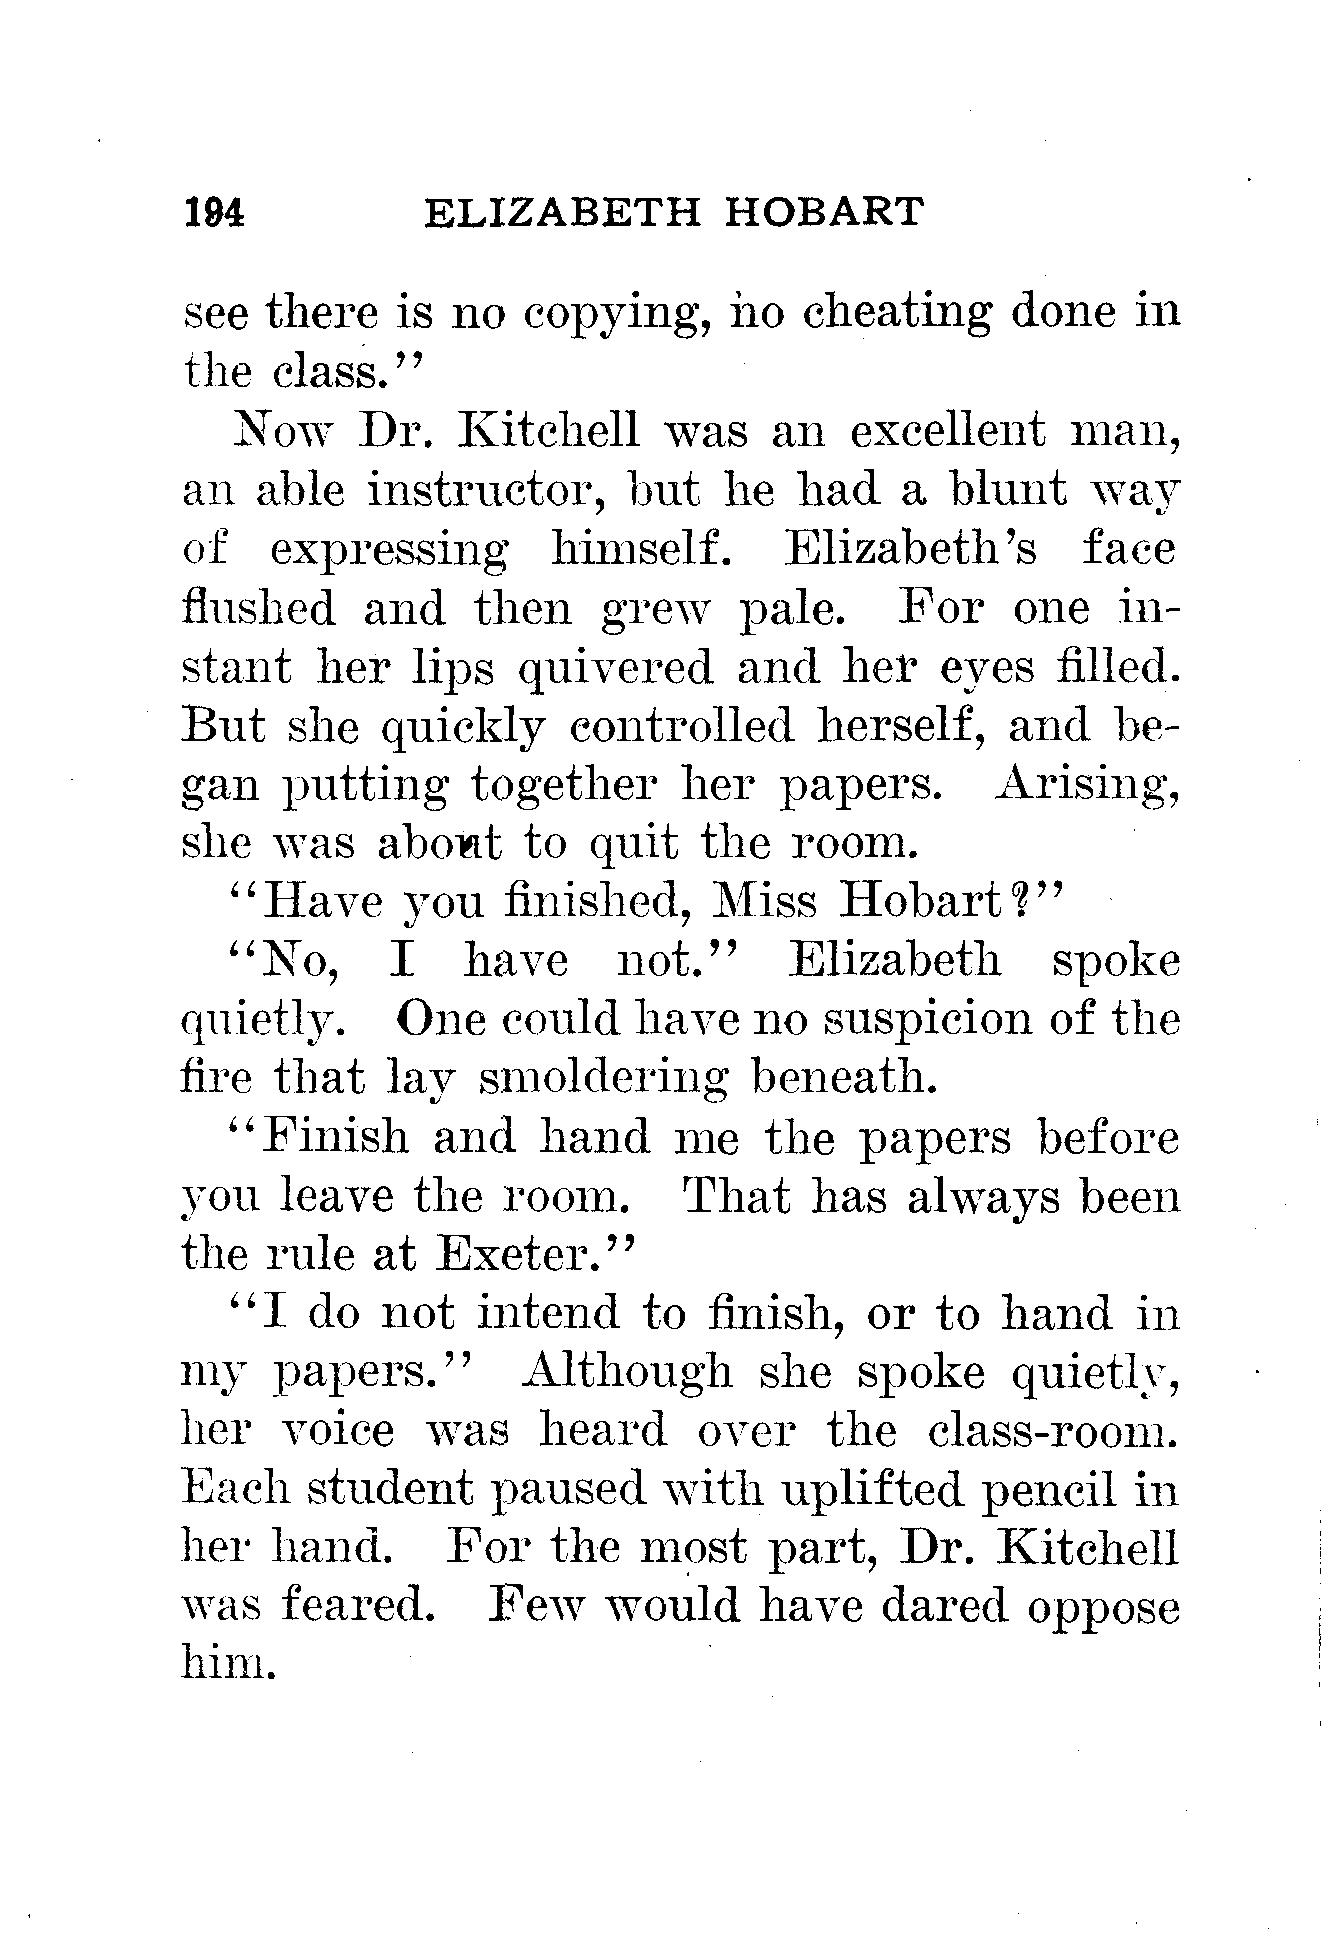 194 ELIZABETH HOBART
see there is no copying, no cheating done in
the class.”
Now Dr. Kitchell was an excellent man,
an able instructor, but he had a blunt way
of expressing himself. Elizabeth’s face
flushed and then grew pale. For one in-
stant her lips quivered and her eyes filled.
But she quickly controlled herself, and be-
gan putting together her papers. Arising,
she was about to quit the room.
“Have you finished, Miss Hobart?”
“No, I have not.” Elizabeth spoke
quietly. One could have no suspicion of the
fire that lay smoldering beneath.
“Finish and hand me the papers before
you leave the room. That has always been
the rule at Exeter.”
“I do not intend to finish, or to hand in
my papers.” Although she spoke quietly,
her voice was heard over the class-room.
Each student paused with uplifted pencil in
her hand. For the most part, Dr. Kitchell
was feared. Few would have dared oppose
him.